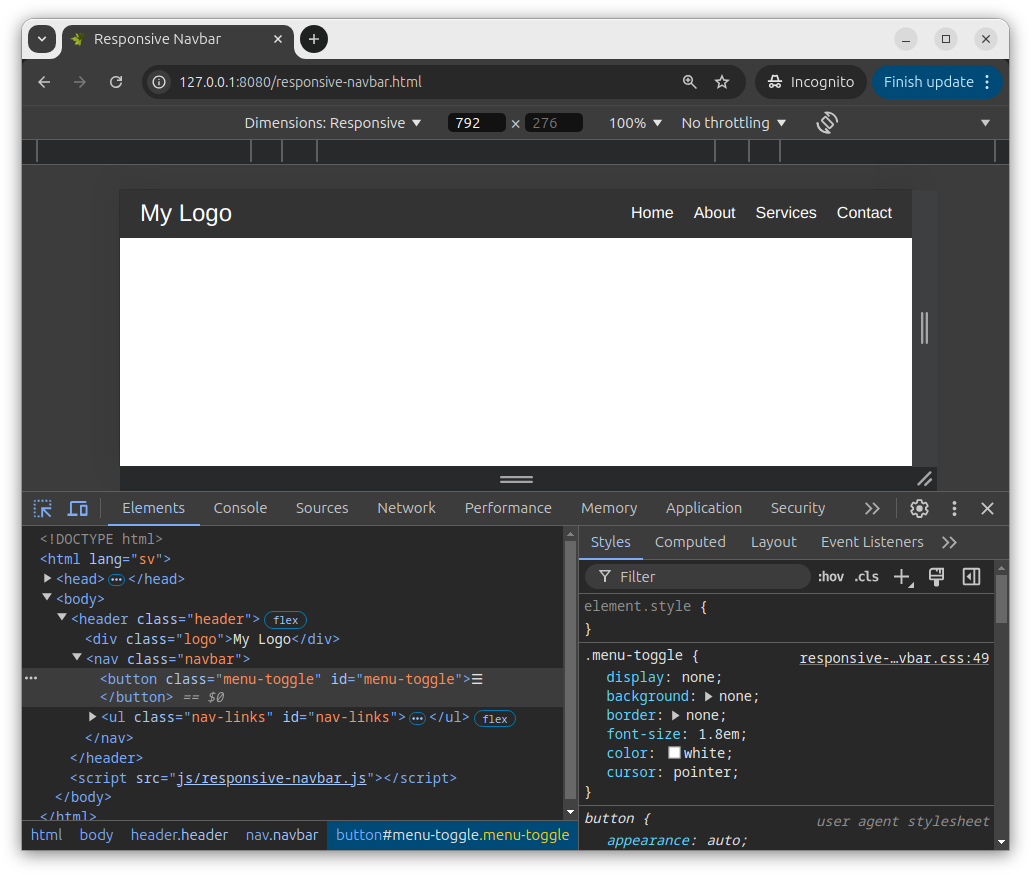 Responsive Navbar
127.0.0.1:8080/responsive-navbar.html
Incognito
Finish update
Dimensions: Responsive
792 × 276
100%
No throttling
My Logo
Home About Services Contact
Elements Console Sources Network Performance Memory Application Security
<!DOCTYPE html>
<html lang="sv">
<head> ··· </head>
<body>
<header class="header"> flex
<div class="logo">My Logo</div>
<nav class="navbar">
<button class="menu-toggle" id="menu-toggle">☰
</button> == $0
<ul class="nav-links" id="nav-links"> ··· </ul> flex
</nav>
</header>
<script src="js/responsive-navbar.js"></script>
</body>
</html>
html body header.header nav.navbar button#menu-toggle.menu-toggle
Styles Computed Layout Event Listeners
Filter :hov .cls
element.style {
}
.menu-toggle { responsive-…vbar.css:49
display: none;
background: none;
border: none;
font-size: 1.8em;
color: white;
cursor: pointer;
}
button { user agent stylesheet
appearance: auto;